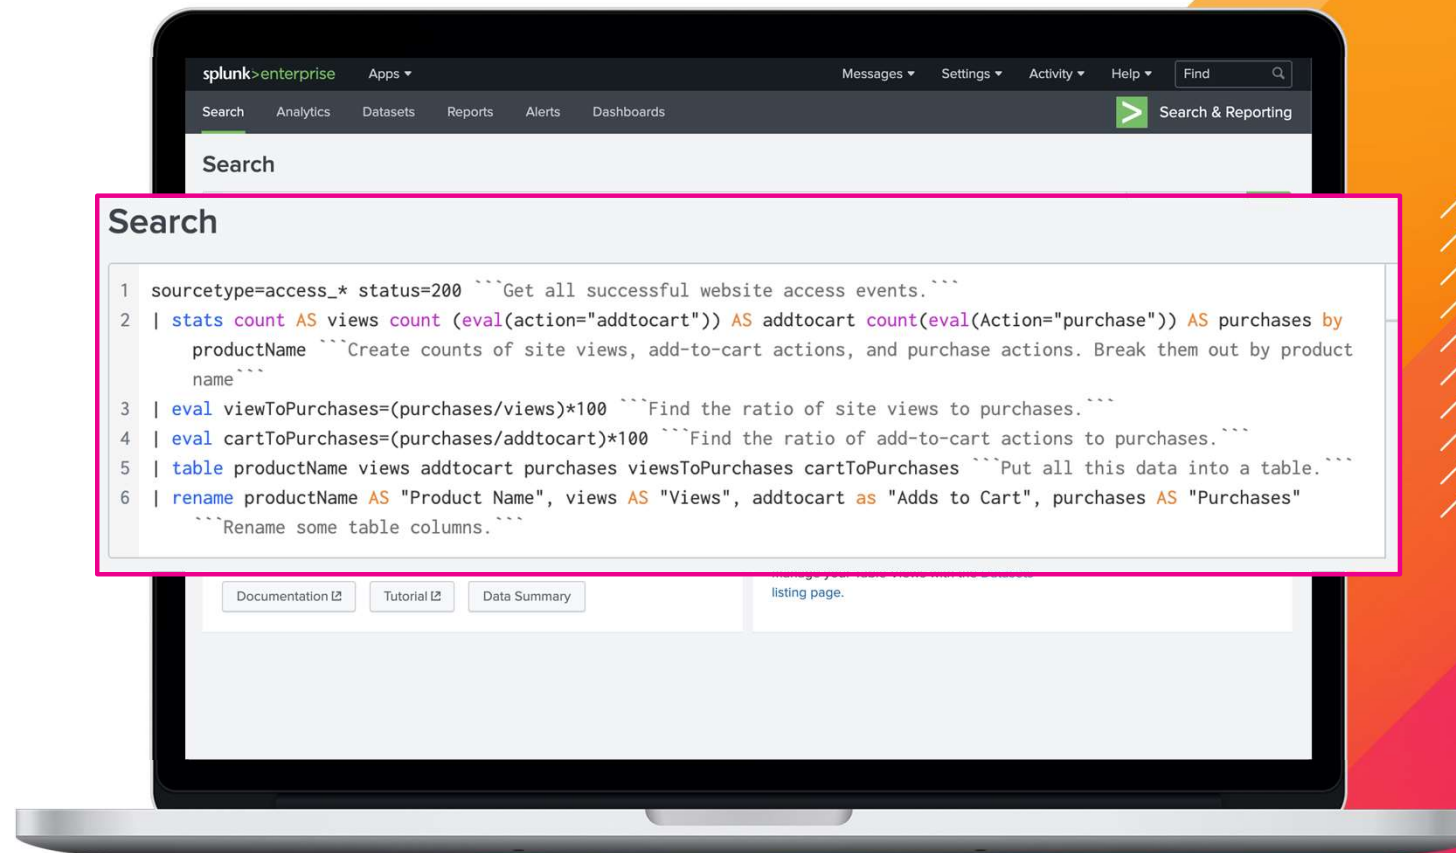 splunk>enterprise Apps Messages Settings Activity Help Find
Search Analytics Datasets Reports Alerts Dashboards > Search & Reporting
Search
Search
1 sourcetype=access_* status=200 ```Get all successful website access events.```
2 | stats count AS views count (eval(action="addtocart")) AS addtocart count(eval(Action="purchase")) AS purchases by
productName ```Create counts of site views, add-to-cart actions, and purchase actions. Break them out by product
name```
3 | eval viewToPurchases=(purchases/views)*100 ```Find the ratio of site views to purchases.```
4 | eval cartToPurchases=(purchases/addtocart)*100 ```Find the ratio of add-to-cart actions to purchases.```
5 | table productName views addtocart purchases viewsToPurchases cartToPurchases ```Put all this data into a table.```
6 | rename productName AS "Product Name", views AS "Views", addtocart as "Adds to Cart", purchases AS "Purchases"
```Rename some table columns.```
manage your Table Views with the Datasets
Documentation Tutorial Data Summary listing page.